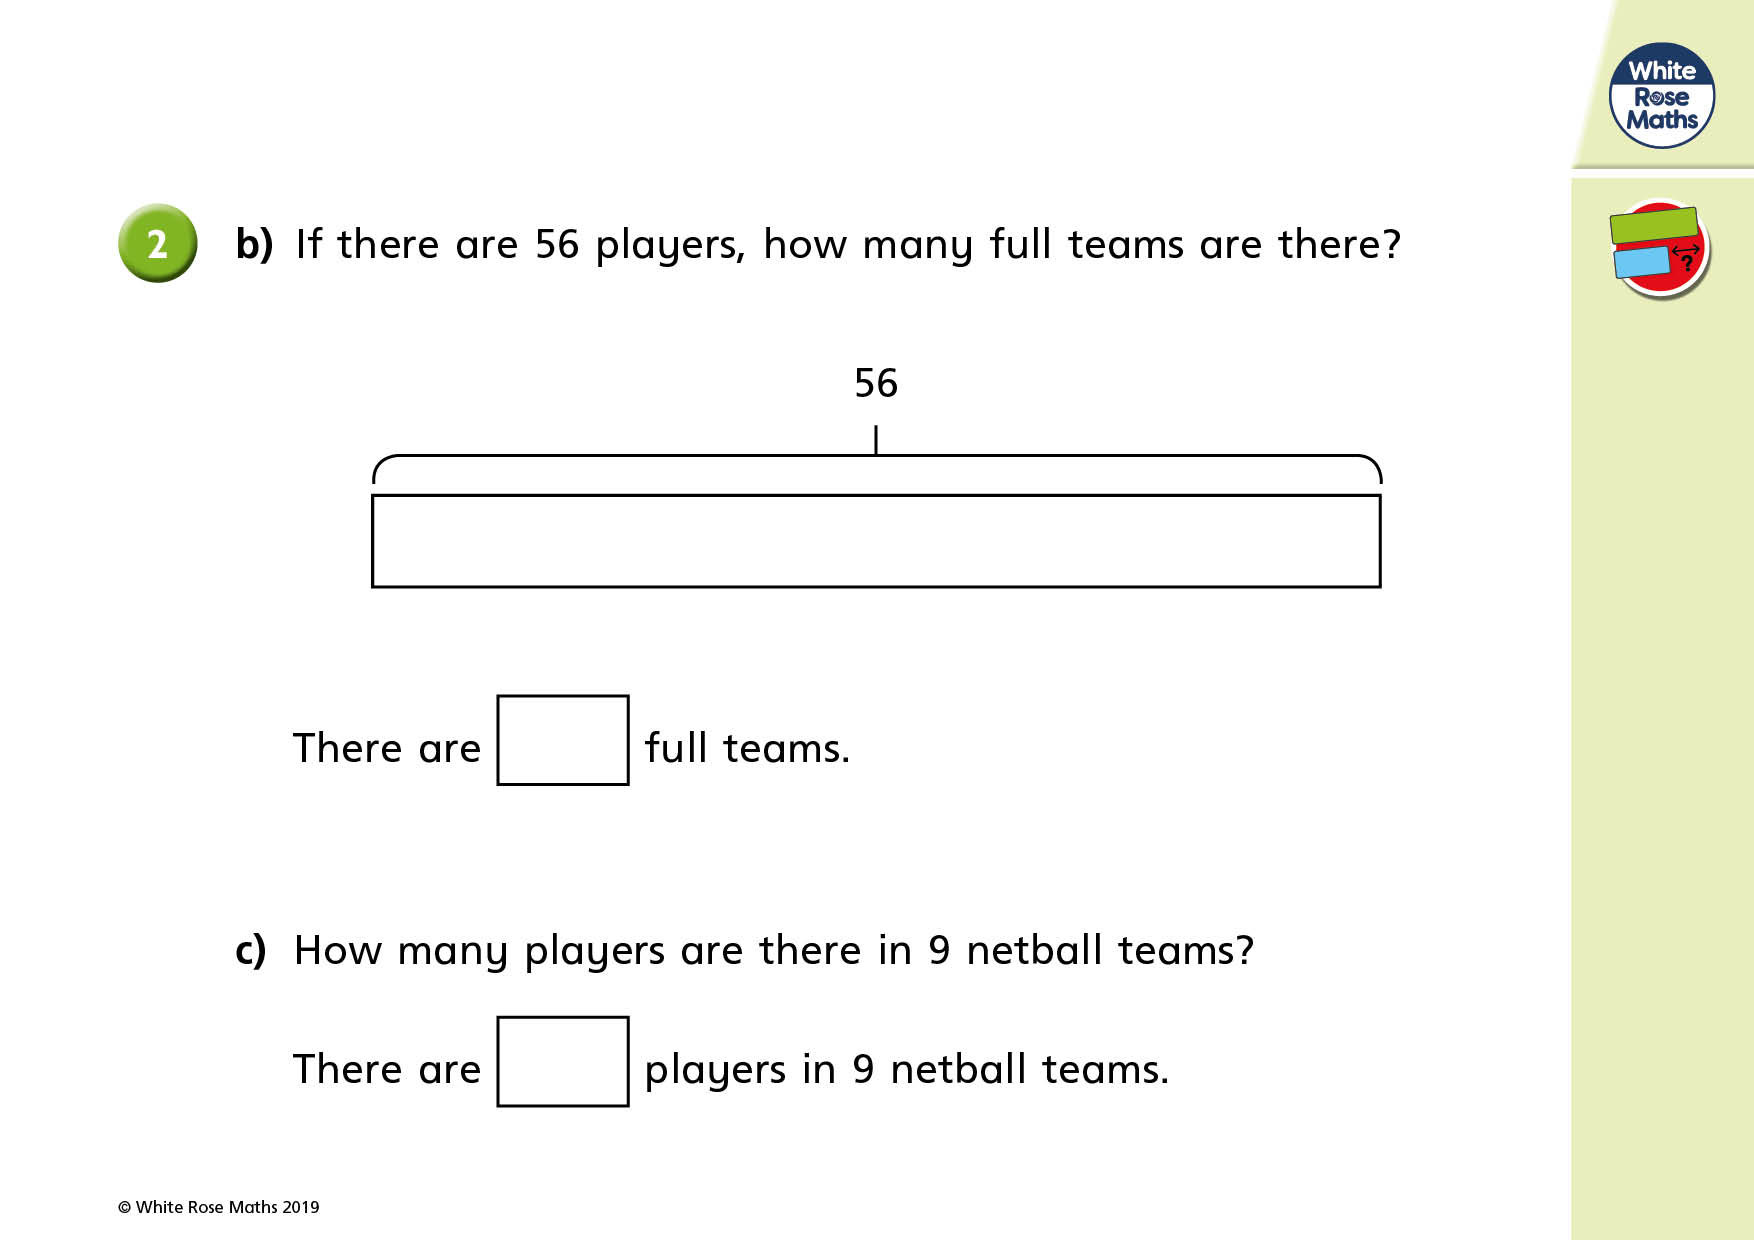 White
Rose
Maths
2 b) If there are 56 players, how many full teams are there?
?
56
There are full teams.
c) How many players are there in 9 netball teams?
There are players in 9 netball teams.
© White Rose Maths 2019